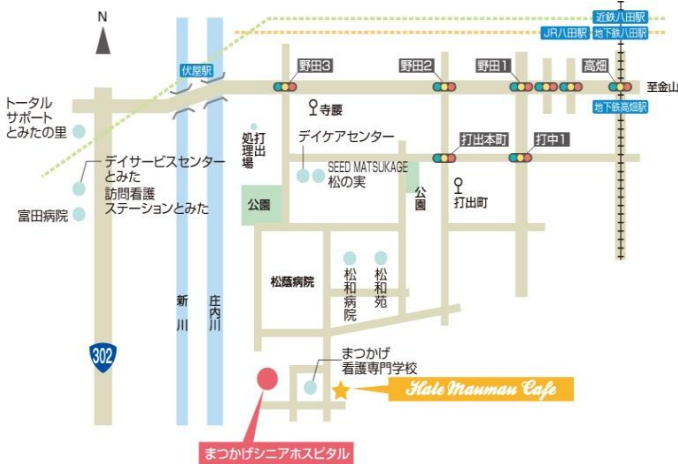 N
近鉄八田駅
JR八田駅
地下鉄八田駅
伏屋駅
野田3
野田2
野田1
高畑
至金山
地下鉄高畑駅
トータル
サポート
とみたの里
寺腰
打出
処理場
デイケアセンター
SEED MATSUKAGE
松の実
打出本町
打中1
デイサービスセンター
とみた
訪問看護
ステーションとみた
富田病院
公園
公園
打出町
松蔭病院
松和病院
松和苑
新川
庄内川
302
まつかげ
看護専門学校
Hale Maumau Cafe
まつかげシニアホスピタル